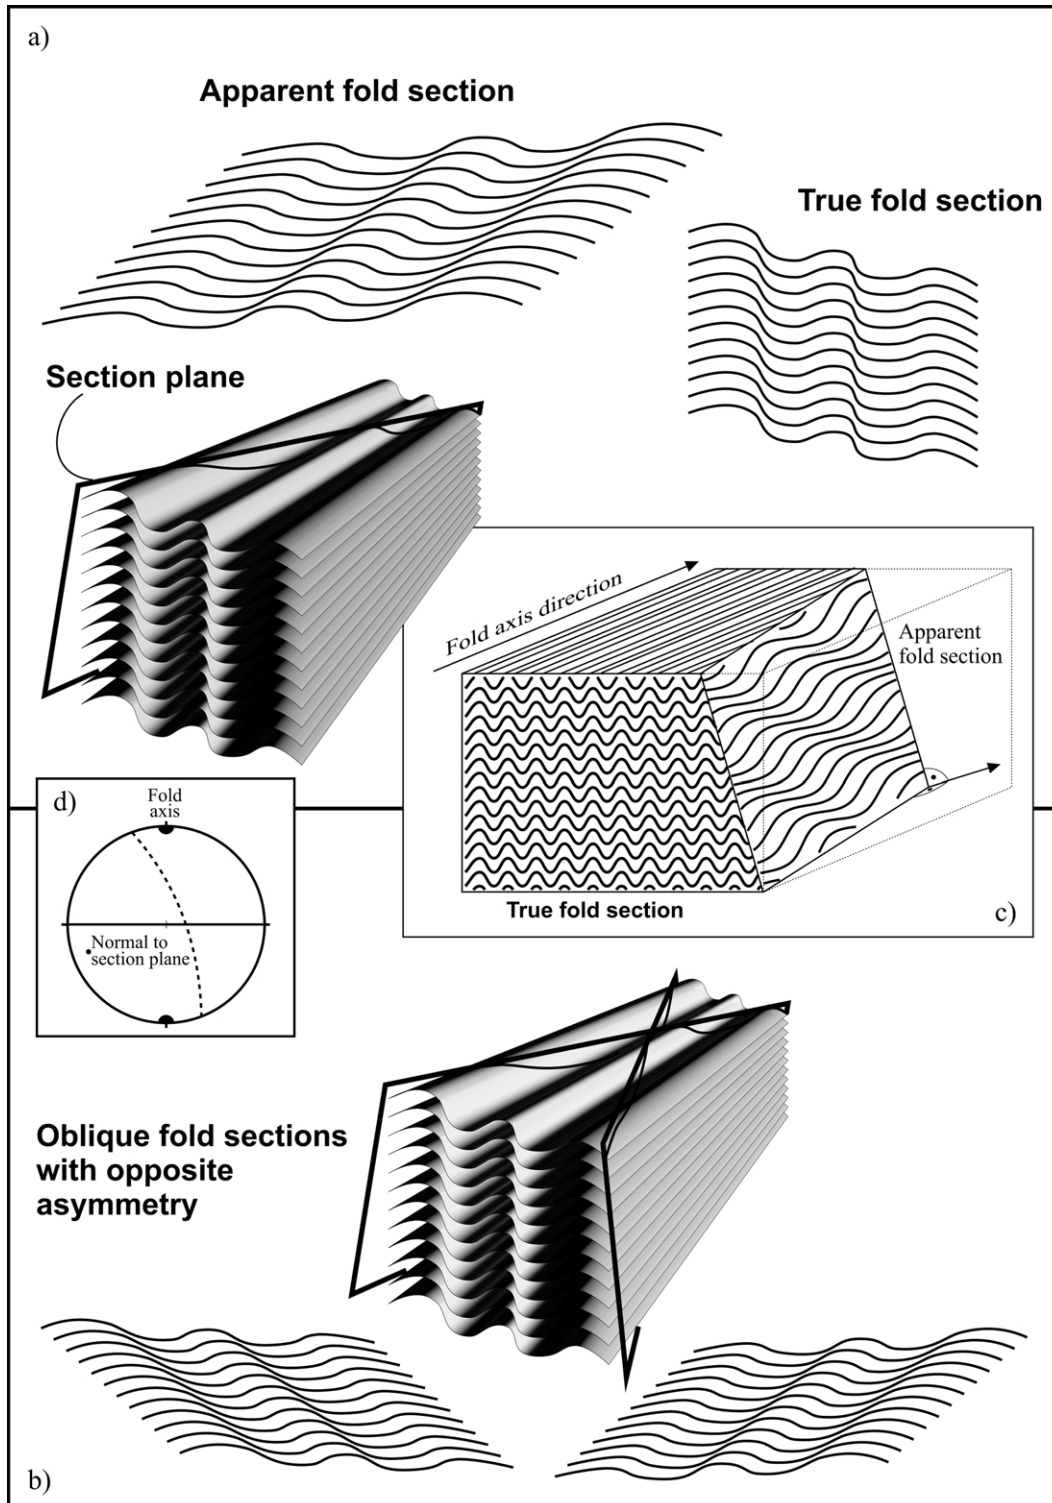 a)
Apparent fold section
True fold section
Section plane
Fold axis direction
Apparent
fold section
True fold section
c)
d)
Fold
axis
Normal to
section plane
Oblique fold sections
with opposite
asymmetry
b)